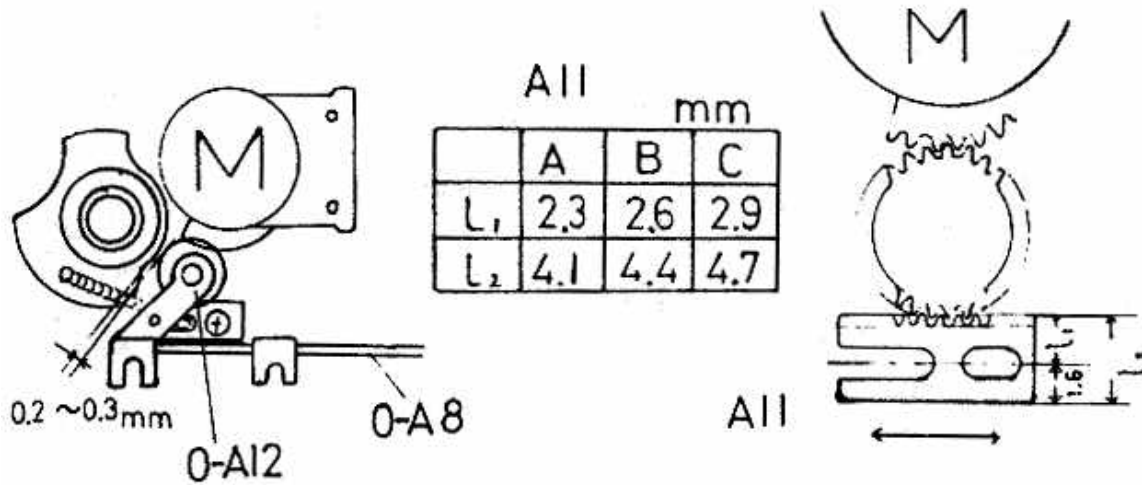 M
0.2 ~0.3mm
0-A12
0-A8
A11
mm
A B C
L₁ 2.3 2.6 2.9
L₂ 4.1 4.4 4.7
M
l₁
1.6
A11